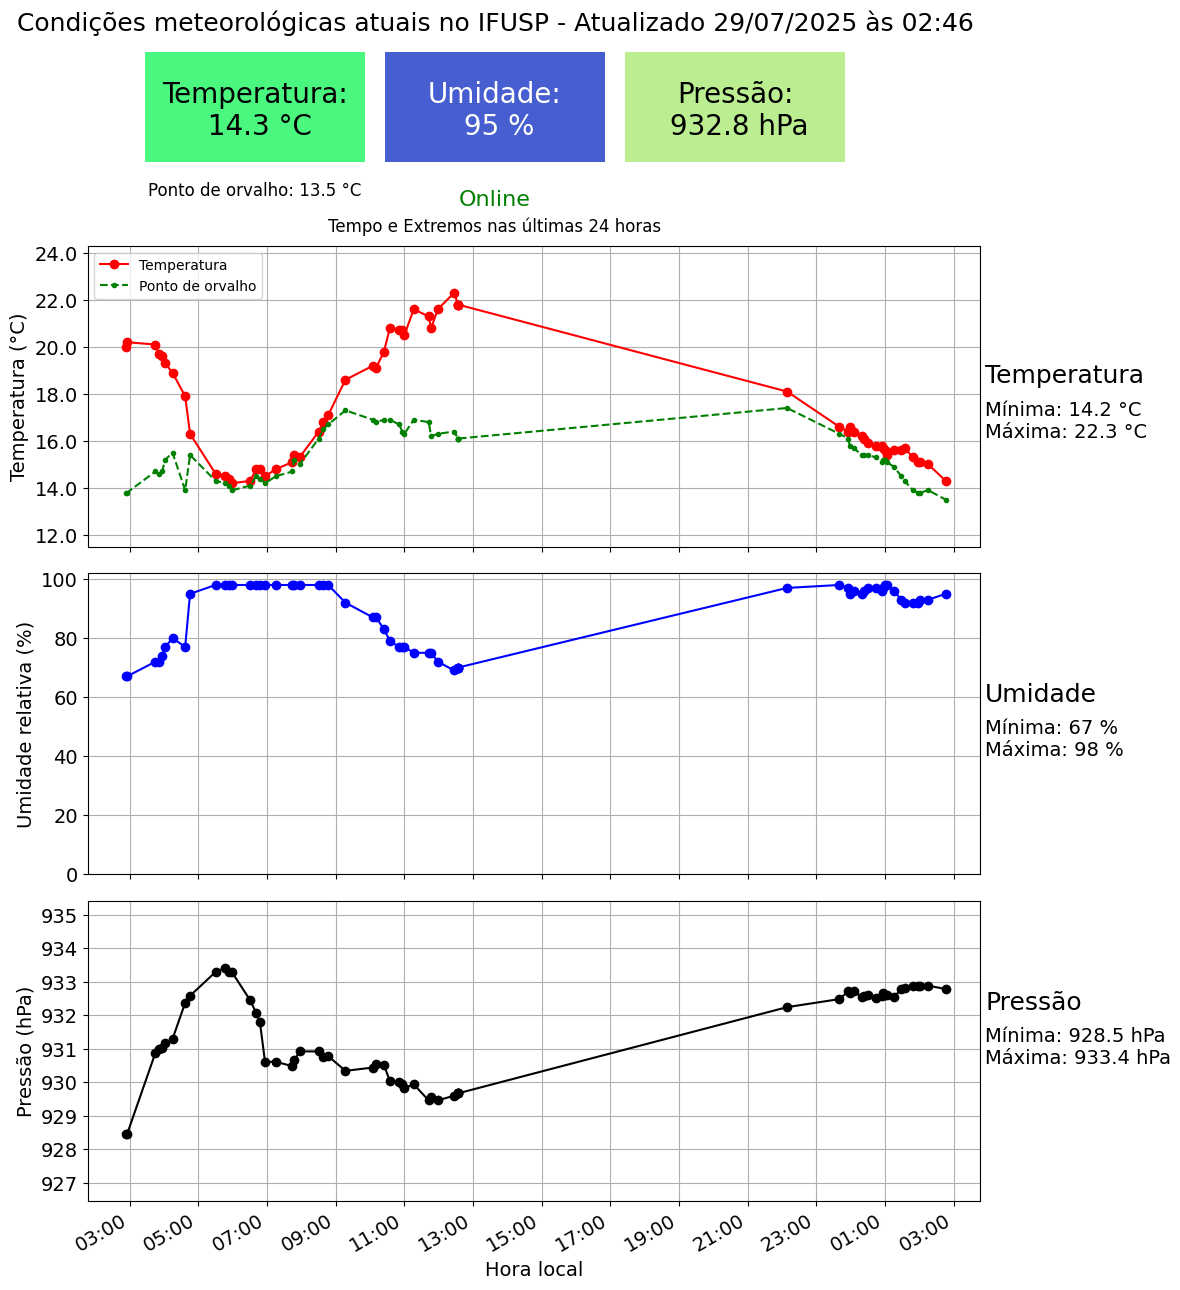 Condições meteorológicas atuais no IFUSP - Atualizado 29/07/2025 às 02:46
Temperatura:
14.3 °C
Umidade:
95 %
Pressão:
932.8 hPa
Ponto de orvalho: 13.5 °C
Online
Tempo e Extremos nas últimas 24 horas
Temperatura (°C)
24.0
22.0
20.0
18.0
16.0
14.0
12.0
Temperatura
Ponto de orvalho
Temperatura
Mínima: 14.2 °C
Máxima: 22.3 °C
Umidade relativa (%)
100
80
60
40
20
0
Umidade
Mínima: 67 %
Máxima: 98 %
Pressão (hPa)
935
934
933
932
931
930
929
928
927
Pressão
Mínima: 928.5 hPa
Máxima: 933.4 hPa
03:00 05:00 07:00 09:00 11:00 13:00 15:00 17:00 19:00 21:00 23:00 01:00 03:00
Hora local